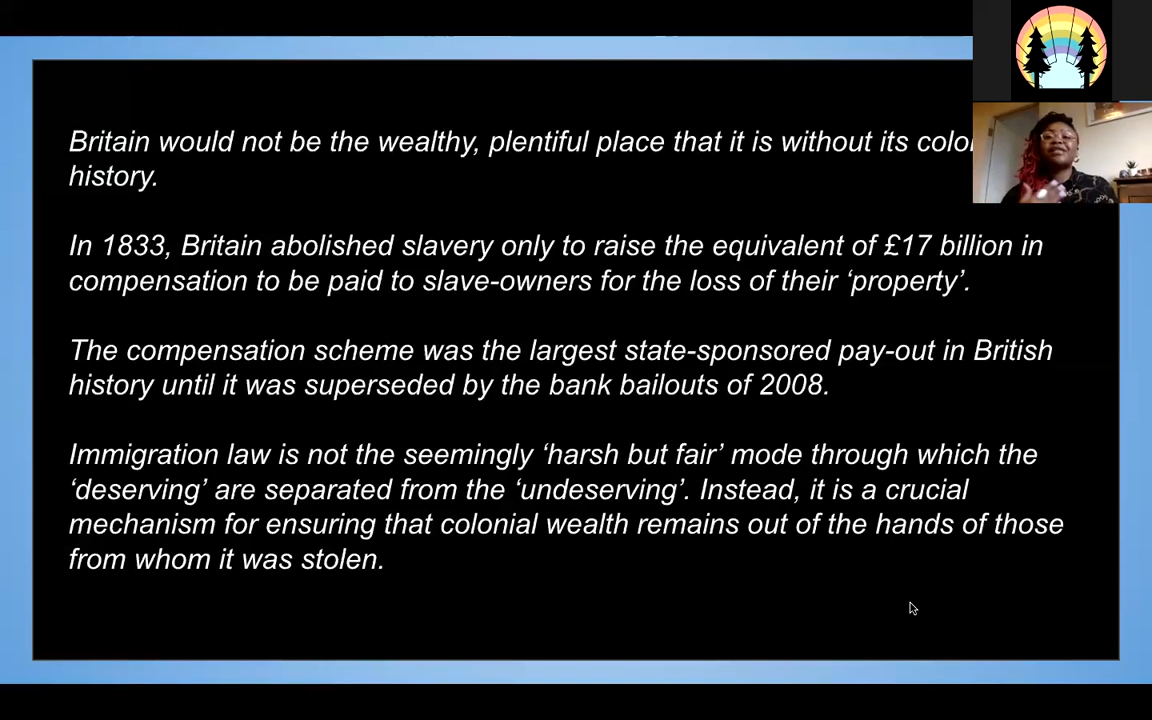 Britain would not be the wealthy, plentiful place that it is without its
history.
In 1833, Britain abolished slavery only to raise the equivalent of £17 billion in
compensation to be paid to slave-owners for the loss of their ‘property’.
The compensation scheme was the largest state-sponsored pay-out in British
history until it was superseded by the bank bailouts of 2008.
Immigration law is not the seemingly ‘harsh but fair’ mode through which the
‘deserving’ are separated from the ‘undeserving’. Instead, it is a crucial
mechanism for ensuring that colonial wealth remains out of the hands of those
from whom it was stolen.